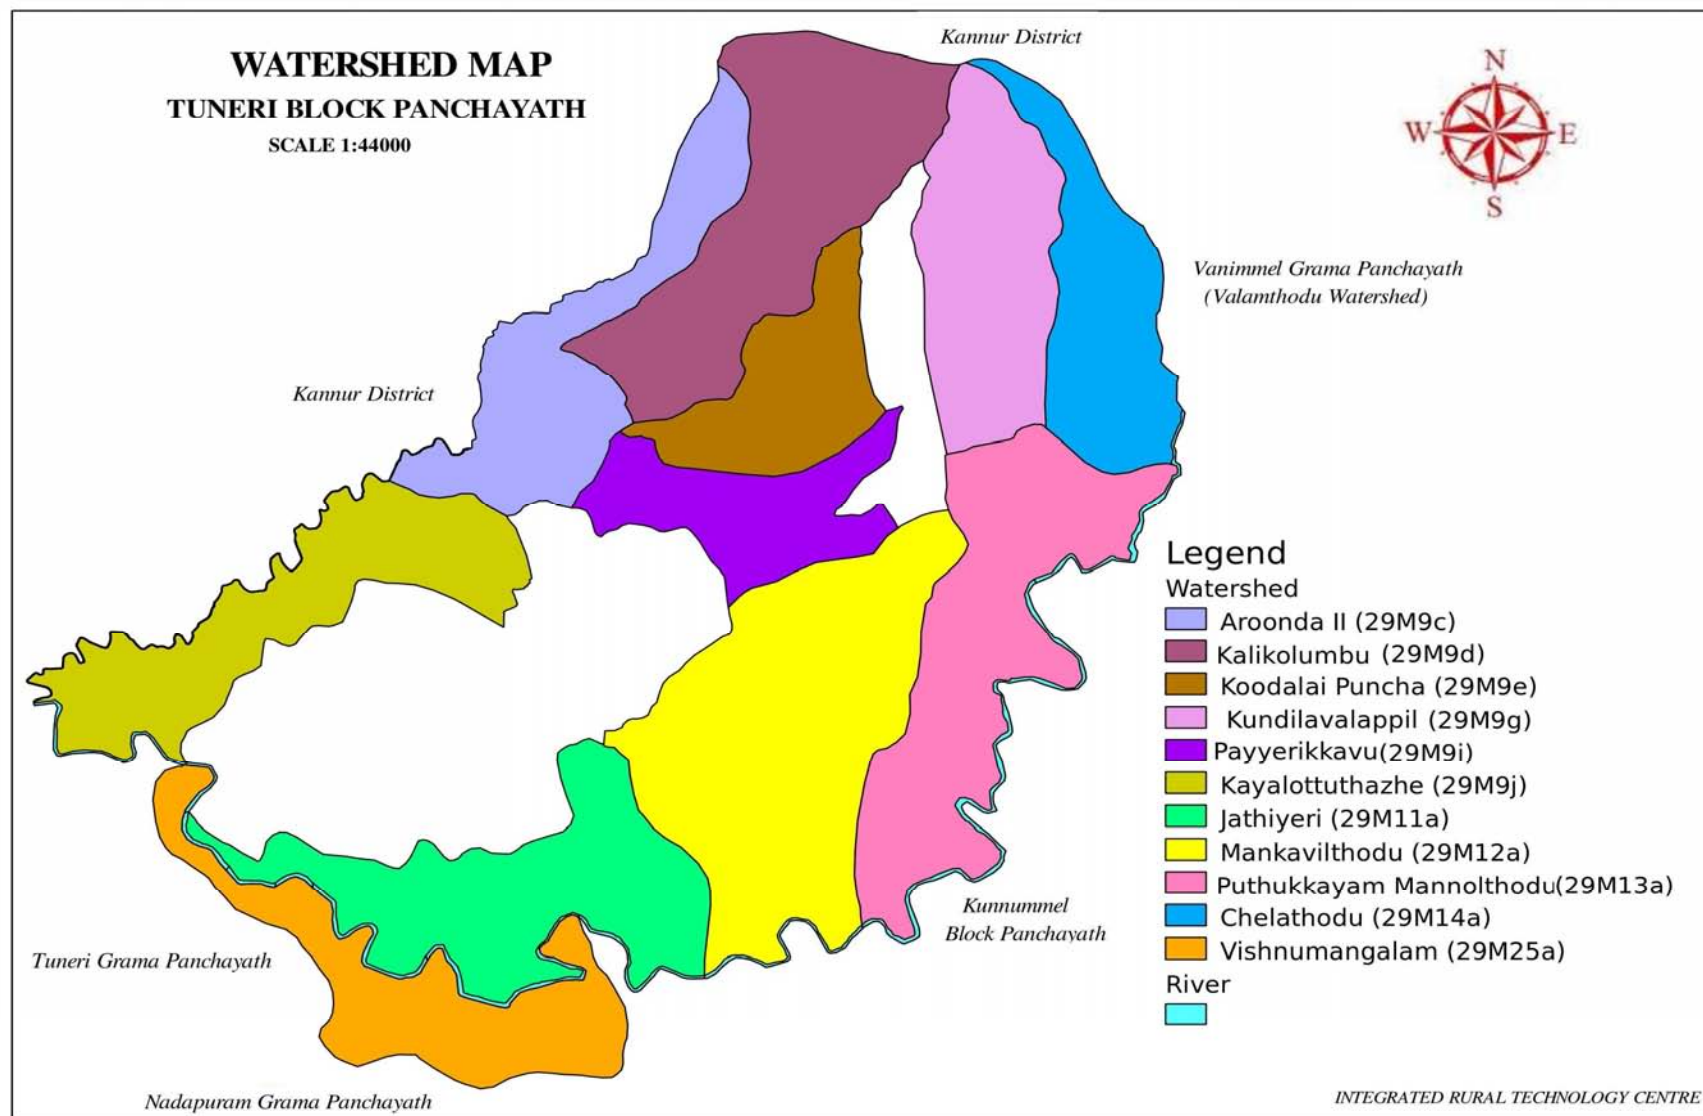 Kannur District
WATERSHED MAP
TUNERI BLOCK PANCHAYATH
SCALE 1:44000
N
W
E
S
Vanimmel Grama Panchayath
(Valamthodu Watershed)
Kannur District
Legend
Watershed
Aroonda II (29M9c)
Kalikolumbu (29M9d)
Koodalai Puncha (29M9e)
Kundilavalappil (29M9g)
Payyerikkavu(29M9i)
Kayalottuthazhe (29M9j)
Jathiyeri (29M11a)
Mankavilthodu (29M12a)
Puthukkayam Mannolthodu(29M13a)
Chelathodu (29M14a)
Vishnumangalam (29M25a)
River
Kunnummel
Block Panchayath
Tuneri Grama Panchayath
Nadapuram Grama Panchayath
INTEGRATED RURAL TECHNOLOGY CENTRE